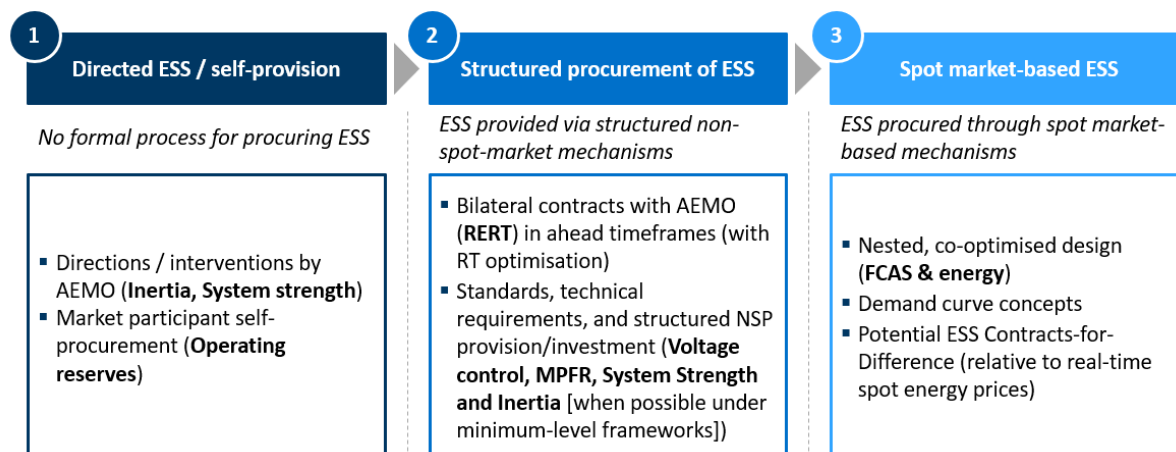 1
Directed ESS / self-provision
No formal process for procuring ESS
▪ Directions / interventions by
AEMO (Inertia, System strength)
▪ Market participant self-
procurement (Operating
reserves)
2
Structured procurement of ESS
ESS provided via structured non-
spot-market mechanisms
▪ Bilateral contracts with AEMO
(RERT) in ahead timeframes (with
RT optimisation)
▪ Standards, technical
requirements, and structured NSP
provision/investment (Voltage
control, MPFR, System Strength
and Inertia [when possible under
minimum-level frameworks])
3
Spot market-based ESS
ESS procured through spot market-
based mechanisms
▪ Nested, co-optimised design
(FCAS & energy)
▪ Demand curve concepts
▪ Potential ESS Contracts-for-
Difference (relative to real-time
spot energy prices)